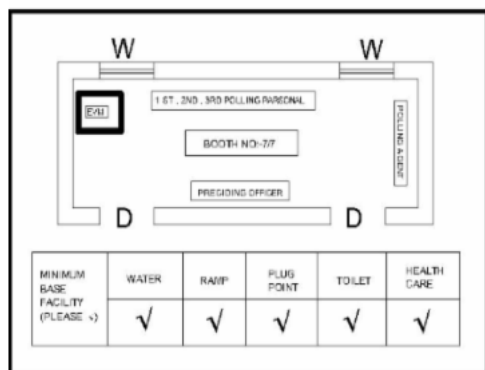 W W
EVM
1 ST , 2ND , 3RD POLLING PARSONAL
POLLING AGENT
BOOTH NO:-7/7
PRECIDING OFFICER
D D
MINIMUM BASE FACILITY (PLEASE √)
WATER RAMP PLUG POINT TOILET HEALTH CARE
√ √ √ √ √